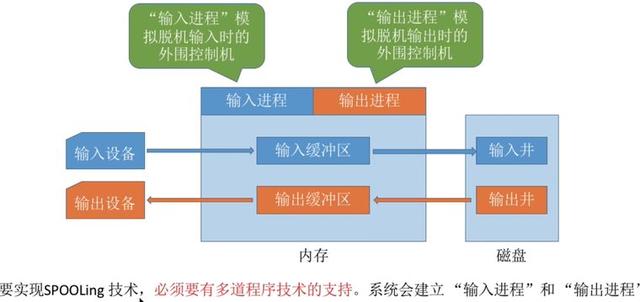 “输入进程”模
拟脱机输入时的
外围控制机
“输出进程”模
拟脱机输出时的
外围控制机
输入进程
输出进程
输入设备
输入缓冲区
输入井
输出设备
输出缓冲区
输出井
内存
磁盘
要实现SPOOLing 技术，必须要有多道程序技术的支持。系统会建立“输入进程”和“输出进程”